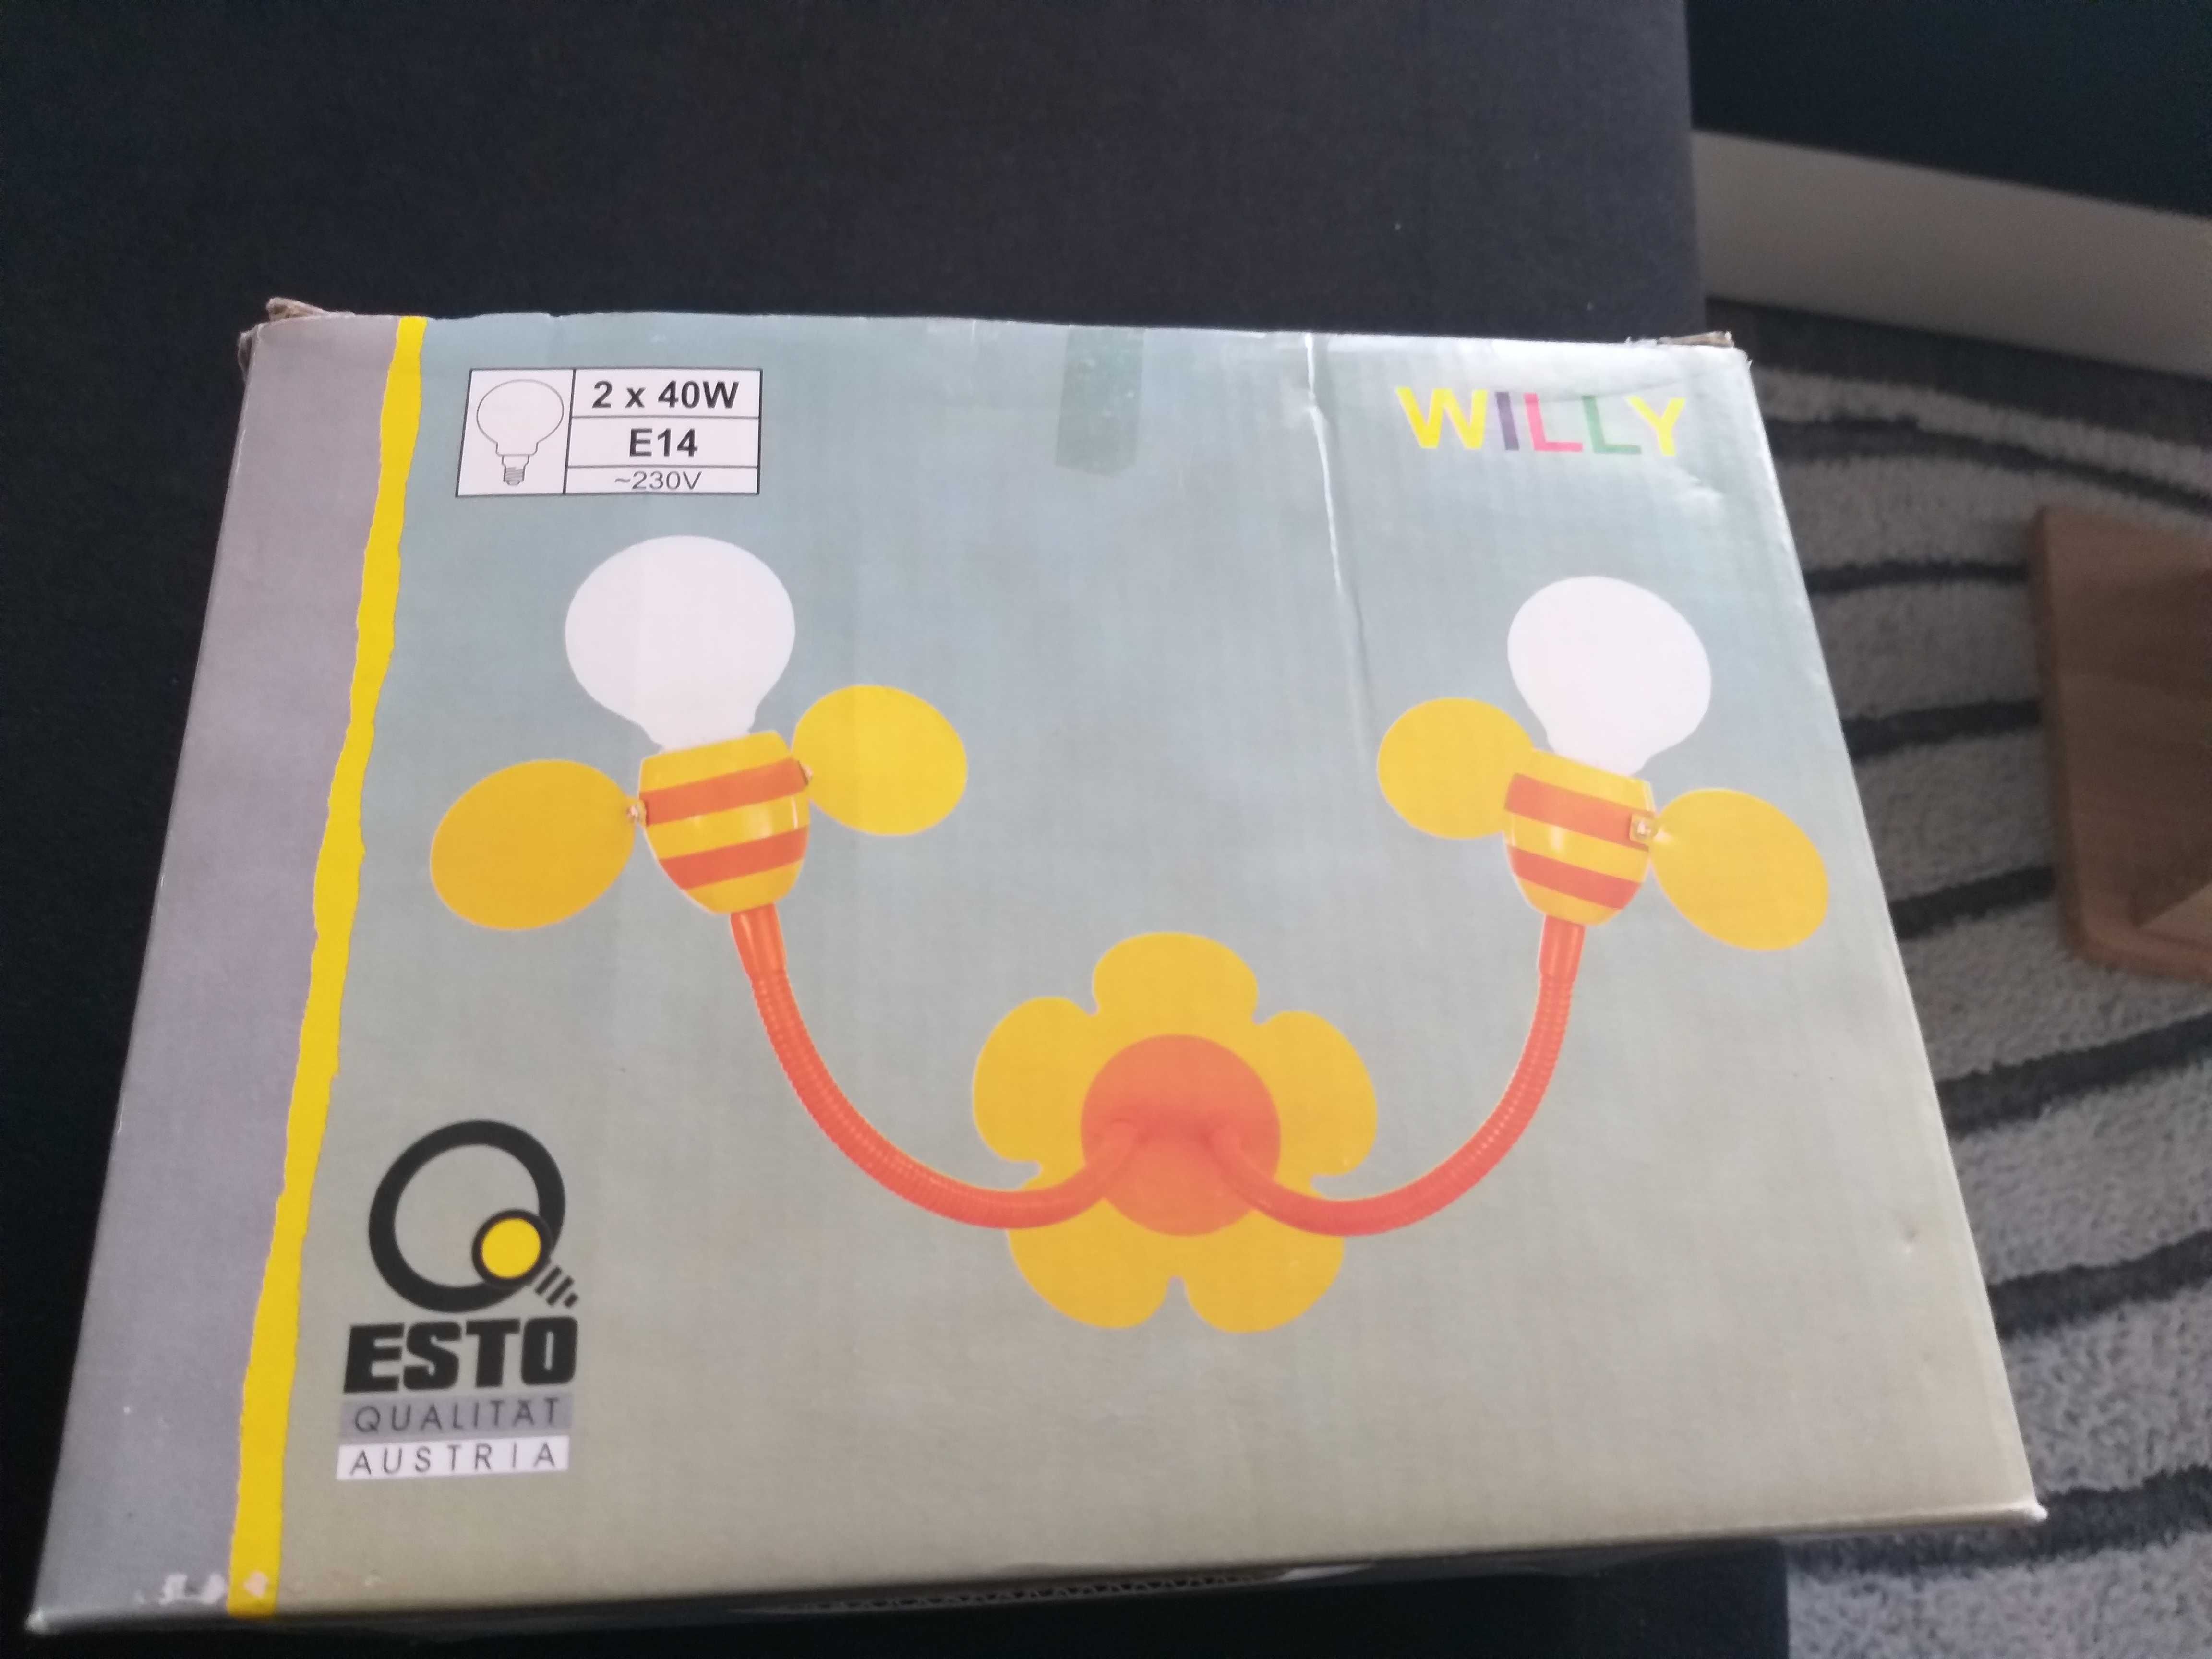 2 x 40W
E14
~230V
WILLY
ESTO
QUALITÄT
AUSTRIA